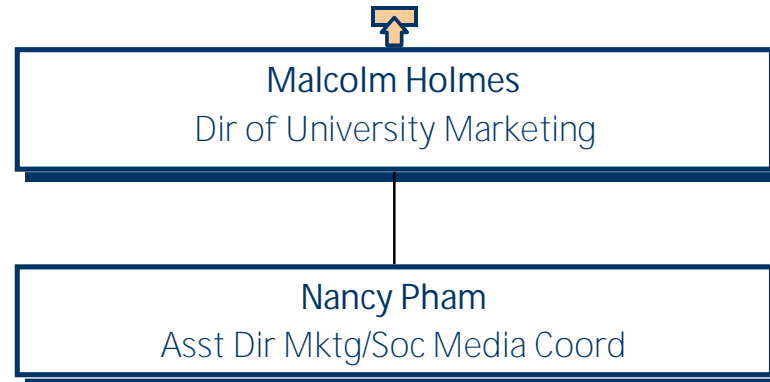 Malcolm Holmes
Dir of University Marketing
Nancy Pham
Asst Dir Mktg/Soc Media Coord